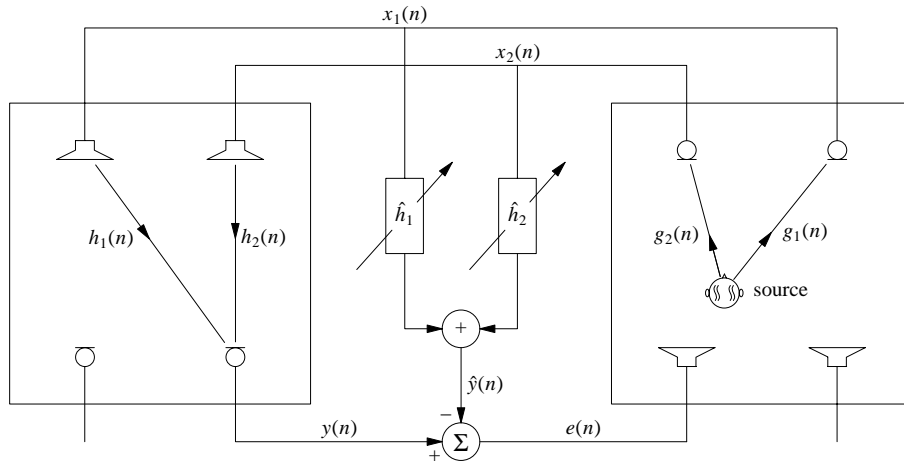 x₁(n)
x₂(n)
ĥ₁
ĥ₂
h₁(n)
h₂(n)
g₂(n)
g₁(n)
source
+
ŷ(n)
−
y(n)
+
Σ
e(n)